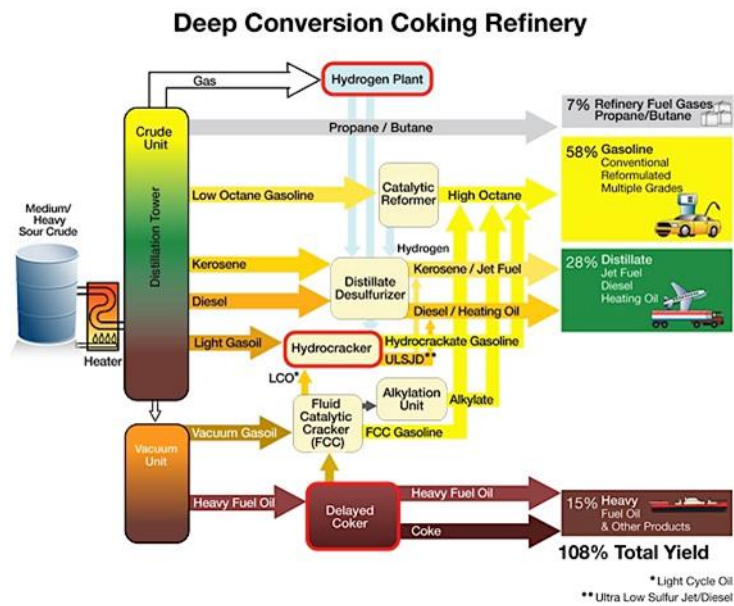 Deep Conversion Coking Refinery
Gas
Hydrogen Plant
Crude
Unit
Distillation Tower
Propane / Butane
7% Refinery Fuel Gases
Propane/Butane
Low Octane Gasoline
Catalytic
Reformer
High Octane
58% Gasoline
Conventional
Reformulated
Multiple Grades
Medium/
Heavy
Sour Crude
Hydrogen
Kerosene
Distillate
Desulfurizer
Kerosene / Jet Fuel
28% Distillate
Jet Fuel
Diesel
Heating Oil
Diesel
Diesel / Heating Oil
Heater
Light Gasoil
Hydrocracker
Hydrocrackate Gasoline
ULSJD**
LCO*
Fluid
Catalytic
Cracker
(FCC)
Alkylation
Unit
Alkylate
Vacuum Gasoil
FCC Gasoline
Vacuum
Unit
Heavy Fuel Oil
Delayed
Coker
Heavy Fuel Oil
Coke
15% Heavy
Fuel Oil
& Other Products
108% Total Yield
* Light Cycle Oil
** Ultra Low Sulfur Jet/Diesel